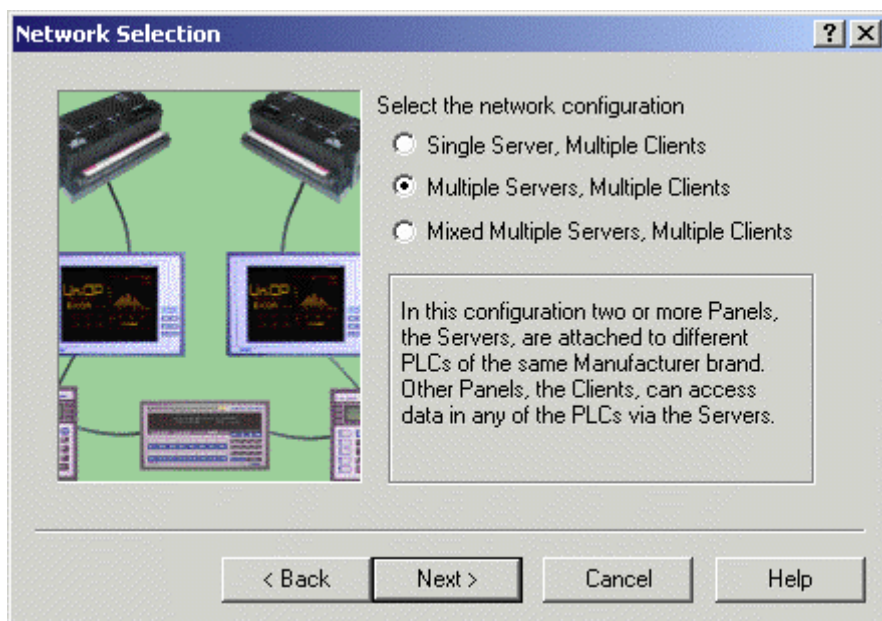 Network Selection
Select the network configuration
Single Server, Multiple Clients
Multiple Servers, Multiple Clients
Mixed Multiple Servers, Multiple Clients
In this configuration two or more Panels,
the Servers, are attached to different
PLCs of the same Manufacturer brand.
Other Panels, the Clients, can access
data in any of the PLCs via the Servers.
< Back
Next >
Cancel
Help